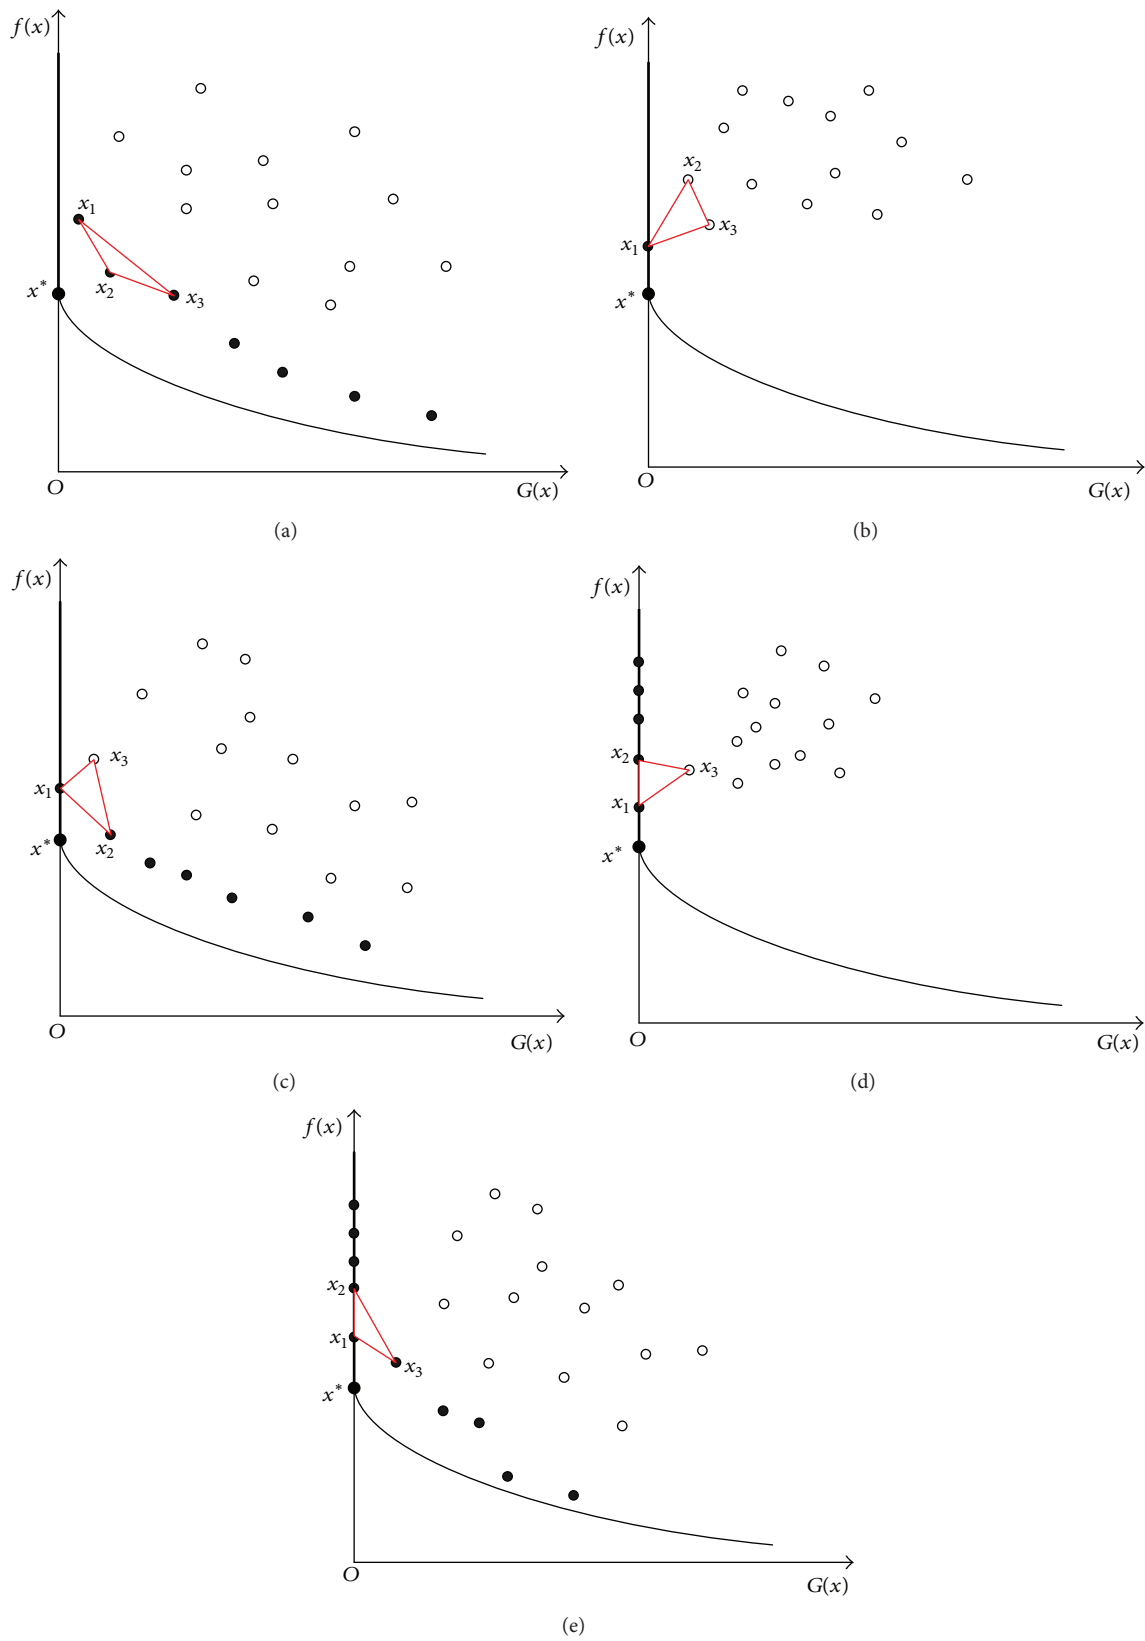 f(x)
x₁
x₂
x*
x₃
O
G(x)
(a)
f(x)
x₂
x₃
x₁
x*
O
G(x)
(b)
f(x)
x₃
x₁
x*
x₂
O
G(x)
(c)
f(x)
x₂
x₃
x₁
x*
O
G(x)
(d)
f(x)
x₂
x₁
x₃
x*
O
G(x)
(e)